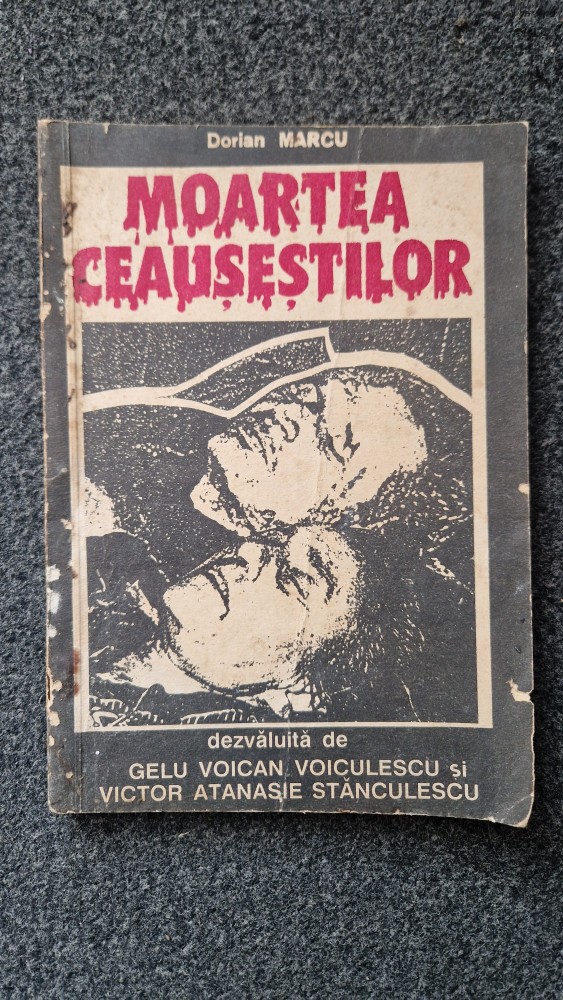 Dorian MARCU
MOARTEA
CEAUȘEȘTILOR
dezvăluită de
GELU VOICAN VOICULESCU și
VICTOR ATANASIE STĂNCULESCU